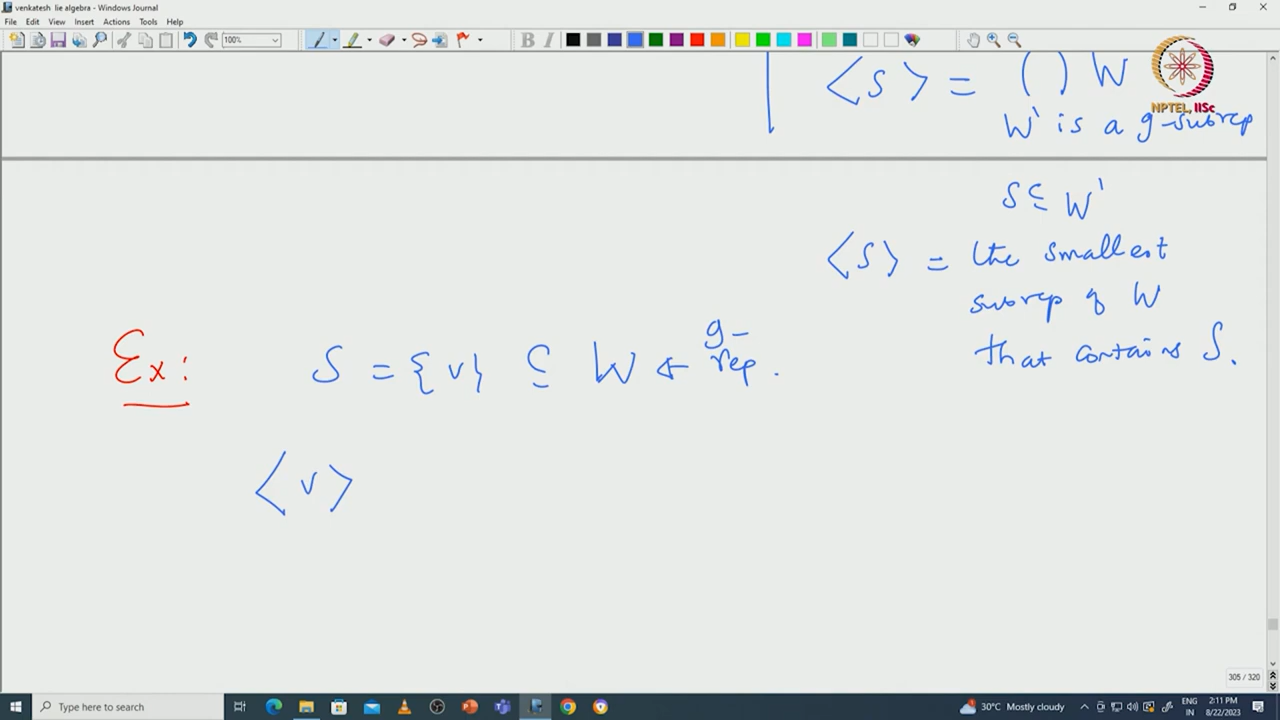 venkatesh lie algebra - Windows Journal
File Edit View Insert Actions Tools Help
100%
NPTEL, IISc
⟨S⟩ = ⋂ W'
W' is a g-subrep
S ⊆ W'
⟨S⟩ = the smallest
subrep of W
that contains S.
Ex: S = {v} ⊆ W ← g-rep.
⟨v⟩
305 / 320
Type here to search
30°C Mostly cloudy
ENG
IN
2:11 PM
8/22/2023